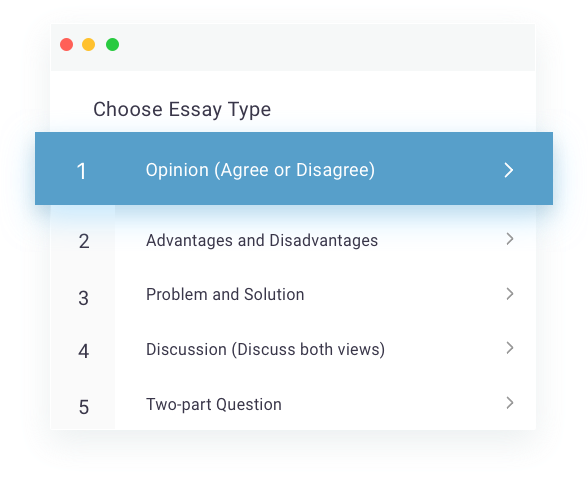 Choose Essay Type
1 Opinion (Agree or Disagree)
2 Advantages and Disadvantages
3 Problem and Solution
4 Discussion (Discuss both views)
5 Two-part Question